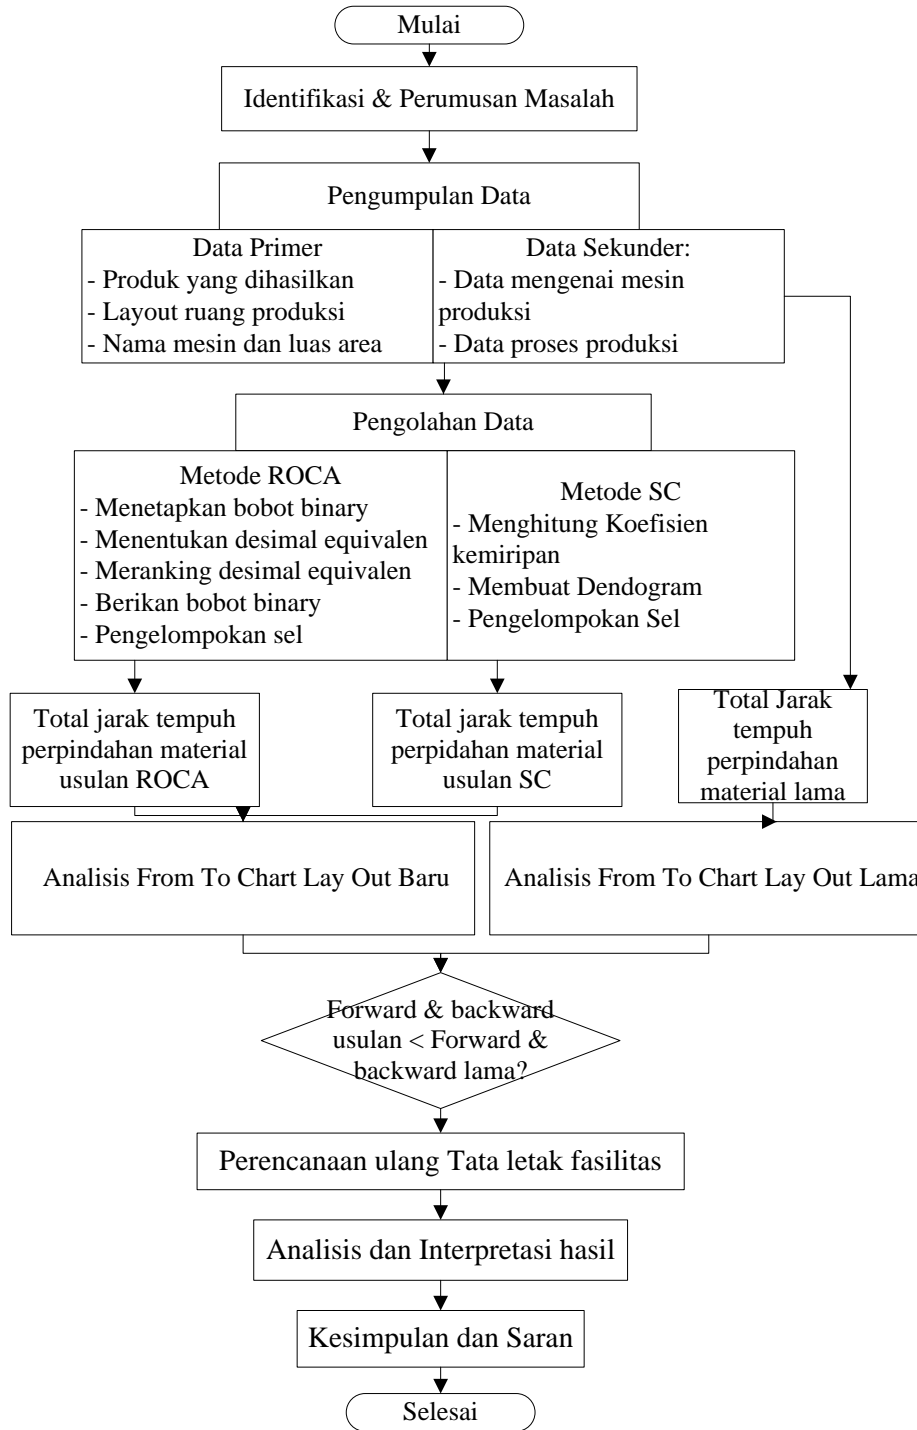 Mulai
Identifikasi & Perumusan Masalah
Pengumpulan Data
Data Primer
- Produk yang dihasilkan
- Layout ruang produksi
- Nama mesin dan luas area
Data Sekunder:
- Data mengenai mesin
produksi
- Data proses produksi
Pengolahan Data
Metode ROCA
- Menetapkan bobot binary
- Menentukan desimal equivalen
- Meranking desimal equivalen
- Berikan bobot binary
- Pengelompokan sel
Metode SC
- Menghitung Koefisien
kemiripan
- Membuat Dendogram
- Pengelompokan Sel
Total jarak tempuh
perpindahan material
usulan ROCA
Total jarak tempuh
perpidahan material
usulan SC
Total Jarak
tempuh
perpindahan
material lama
Analisis From To Chart Lay Out Baru
Analisis From To Chart Lay Out Lama
Forward & backward
usulan < Forward &
backward lama?
Perencanaan ulang Tata letak fasilitas
Analisis dan Interpretasi hasil
Kesimpulan dan Saran
Selesai